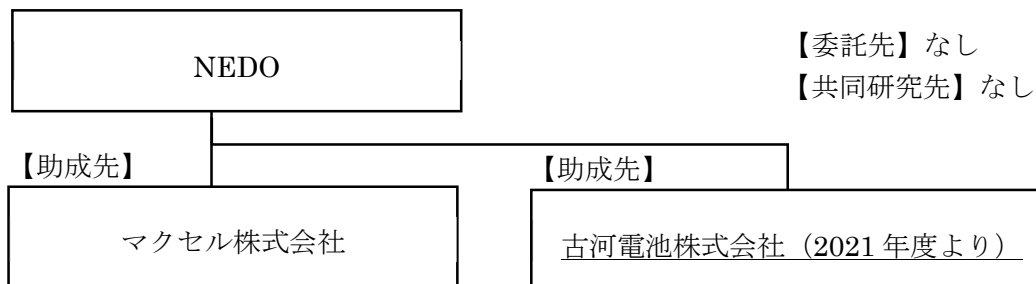 NEDO
【委託先】なし
【共同研究先】なし
【助成先】
マクセル株式会社
【助成先】
古河電池株式会社（2021 年度より）